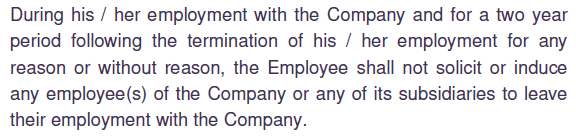 During his / her employment with the Company and for a two year
period following the termination of his / her employment for any
reason or without reason, the Employee shall not solicit or induce
any employee(s) of the Company or any of its subsidiaries to leave
their employment with the Company.